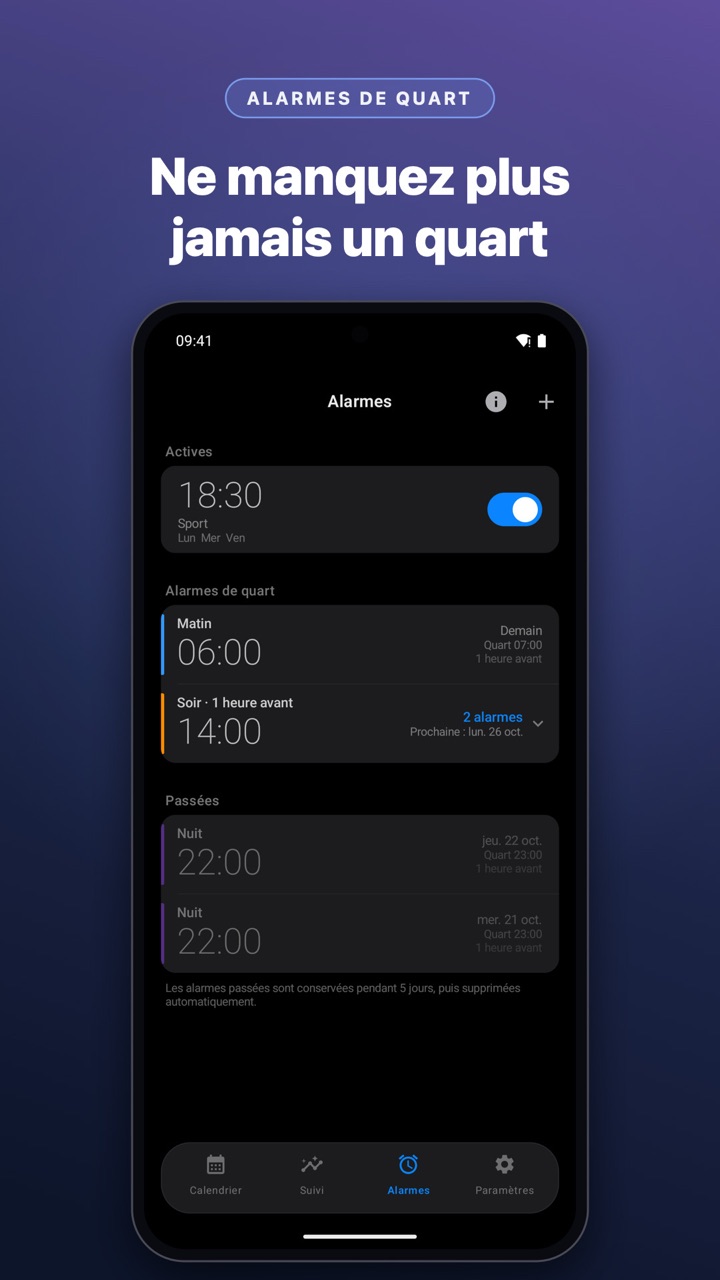 ALARMES DE QUART
Ne manquez plus
jamais un quart
09:41
Alarmes
Actives
18:30
Sport
Lun Mer Ven
Alarmes de quart
Matin
06:00
Demain
Quart 07:00
1 heure avant
Soir · 1 heure avant
14:00
2 alarmes
Prochaine : lun. 26 oct.
Passées
Nuit
22:00
jeu. 22 oct.
Quart 23:00
1 heure avant
Nuit
22:00
mer. 21 oct.
Quart 23:00
1 heure avant
Les alarmes passées sont conservées pendant 5 jours, puis supprimées
automatiquement.
Calendrier
Suivi
Alarmes
Paramètres